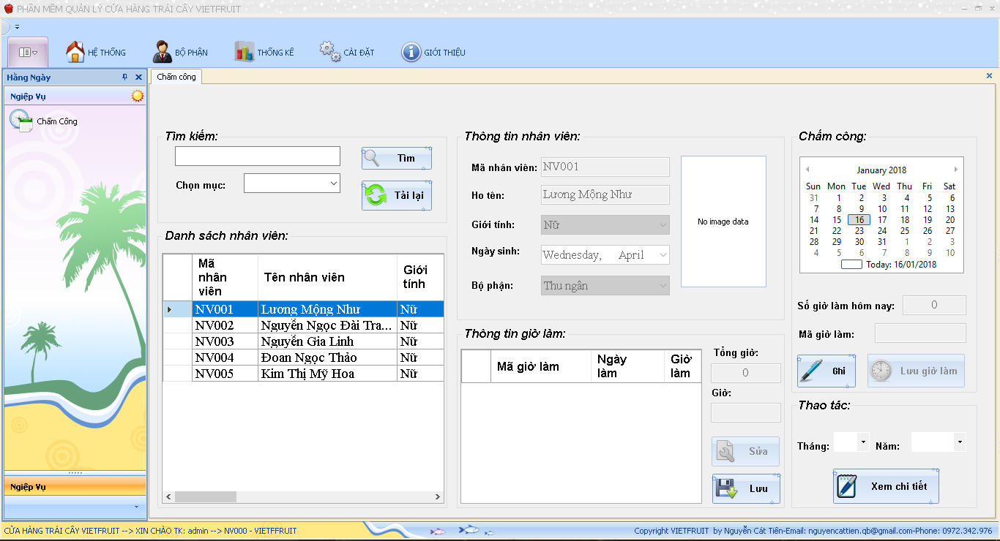 PHẦN MỀM QUẢN LÝ CỬA HÀNG TRÁI CÂY VIETFRUIT
HỆ THỐNG
BỘ PHẬN
THỐNG KÊ
CÀI ĐẶT
GIỚI THIỆU
Hằng Ngày
Ngiệp Vụ
Chấm Công
Ngiệp Vụ
Chấm công
Tìm kiếm:
Tìm
Chọn mục:
Tải lại
Danh sách nhân viên:
Mã nhân viên Tên nhân viên Giới tính
NV001 Lương Mộng Như Nữ
NV002 Nguyễn Ngọc Đài Tra... Nữ
NV003 Nguyễn Gia Linh Nữ
NV004 Đoan Ngọc Thảo Nữ
NV005 Kim Thị Mỹ Hoa Nữ
Thông tin nhân viên:
Mã nhân viên: NV001
Ho tên: Lương Mộng Như
Giới tính: Nữ
Ngày sinh: Wednesday, April
Bộ phận: Thu ngân
No image data
Thông tin giờ làm:
Mã giờ làm Ngày làm Giờ làm
Tổng giờ:
0
Giờ:
Sửa
Lưu
Chấm công:
January 2018
Sun Mon Tue Wed Thu Fri Sat
31 1 2 3 4 5 6
7 8 9 10 11 12 13
14 15 16 17 18 19 20
21 22 23 24 25 26 27
28 29 30 31 1 2 3
4 5 6 7 8 9 10
Today: 16/01/2018
Số giờ làm hôm nay: 0
Mã giờ làm:
Ghi
Lưu giờ làm
Thao tác:
Tháng: Năm:
Xem chi tiết
CỬA HÀNG TRÁI CÂY VIETFRUIT --> XIN CHÀO TK: admin --> NV000 - VIETFFRUIT
Copyright VIETFRUIT by Nguyễn Cát Tiên-Email: nguyencattien.qb@gmail.com-Phone: 0972.342.976